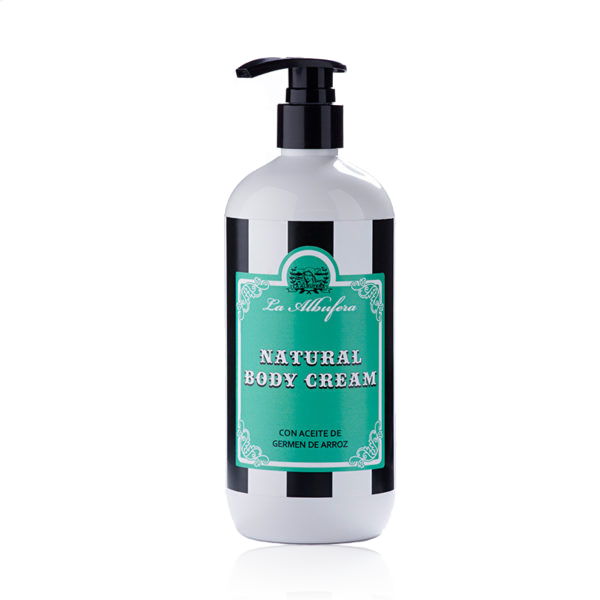 La Albufera
NATURAL
BODY CREAM
CON ACEITE DE
GERMEN DE ARROZ